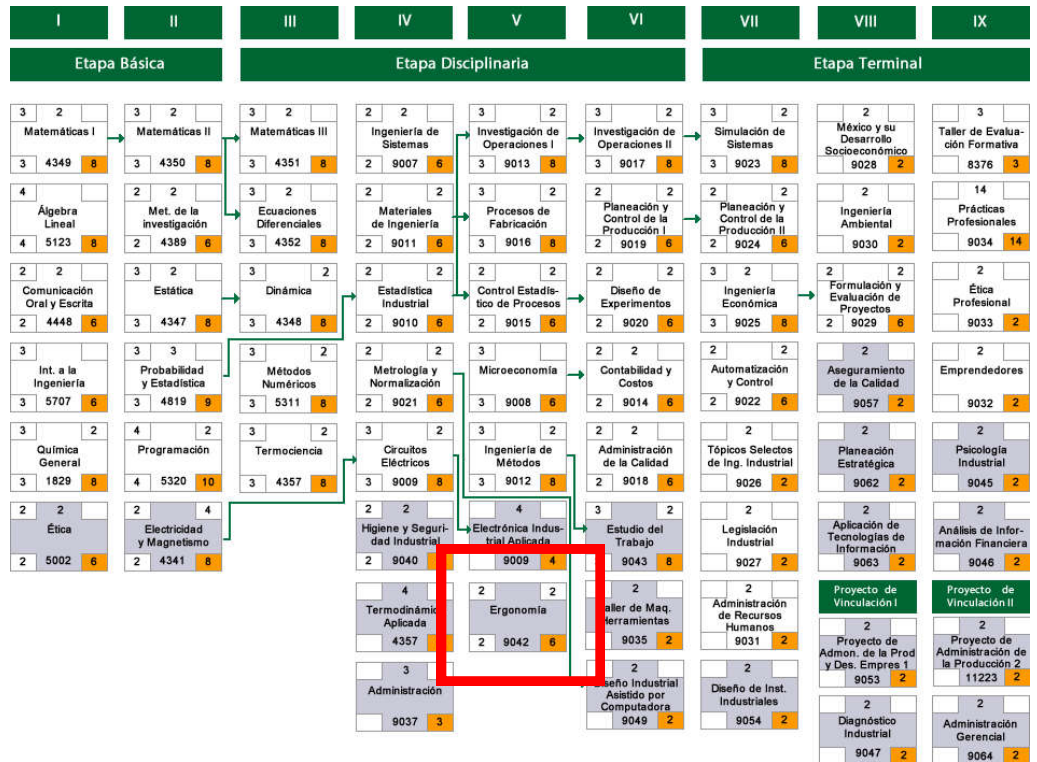 I II III IV V VI VII VIII IX
Etapa Básica Etapa Disciplinaria Etapa Terminal
3 2
Matemáticas I
3 4349 8
3 2
Matemáticas II
3 4350 8
3 2
Matemáticas III
3 4351 8
2 2
Ingeniería de
Sistemas
2 9007 6
3 2
Investigación de
Operaciones I
3 9013 8
3 2
Investigación de
Operaciones II
3 9017 8
3 2
Simulación de
Sistemas
3 9023 8
2
México y su
Desarrollo
Socioeconómico
9028 2
3
Taller de Evalua-
ción Formativa
8376 3
4
Álgebra
Lineal
4 5123 8
2 2
Met. de la
investigación
2 4389 6
3 2
Ecuaciones
Diferenciales
3 4352 8
2 2
Materiales
de Ingeniería
2 9011 6
3 2
Procesos de
Fabricación
3 9016 8
2 2
Planeación y
Control de la
Producción I
2 9019 6
2 2
Planeación y
Control de la
Producción II
2 9024 6
2
Ingeniería
Ambiental
9030 2
14
Prácticas
Profesionales
9034 14
2 2
Comunicación
Oral y Escrita
2 4448 6
3 2
Estática
3 4347 8
3 2
Dinámica
3 4348 8
2 2
Estadística
Industrial
2 9010 6
2 2
Control Estadís-
tico de Procesos
2 9015 6
2 2
Diseño de
Experimentos
2 9020 6
3 2
Ingeniería
Económica
3 9025 8
2 2
Formulación y
Evaluación de
Proyectos
2 9029 6
2
Ética
Profesional
9033 2
3
Int. a la
Ingeniería
3 5707 6
3 3
Probabilidad
y Estadística
3 4819 9
3 2
Métodos
Numéricos
3 5311 8
2 2
Metrología y
Normalización
2 9021 6
3
Microeconomía
3 9008 6
2 2
Contabilidad y
Costos
2 9014 6
2 2
Automatización
y Control
2 9022 6
2
Aseguramiento
de la Calidad
9057 2
2
Emprendedores
9032 2
3 2
Química
General
3 1829 8
4 2
Programación
4 5320 10
3 2
Termociencia
3 4357 8
3 2
Circuitos
Eléctricos
3 9009 8
3 2
Ingeniería de
Métodos
3 9012 8
2 2
Administración
de la Calidad
2 9018 6
2
Tópicos Selectos
de Ing. Industrial
9026 2
2
Planeación
Estratégica
9062 2
2
Psicología
Industrial
9045 2
2 2
Ética
2 5002 6
2 4
Electricidad
y Magnetismo
2 4341 8
2 2
Higiene y Seguri-
dad Industrial
2 9040
4
Electrónica Indus-
trial Aplicada
9009 4
3 2
Estudio del
Trabajo
3 9043 8
2
Legislación
Industrial
9027 2
2
Aplicación de
Tecnologías de
Información
9063 2
2
Análisis de Infor-
mación Financiera
9046 2
4
Aplicada
4357
2 2
Ergonomía
2 9042 6
2
de Maq.
9035 2
2
Administración
de Recursos
Humanos
9031 2
Proyecto de
Vinculación I
2
Proyecto de
Admon. de la Prod
y Des. Empres 1
9053 2
Proyecto de
Vinculación II
2
Proyecto de
Administración de
la Producción 2
11223 2
3
Administración
9037 3
2
Industrial
Asistido por
Computadora
9049 2
2
Diseño de Inst.
Industriales
9054 2
2
Diagnóstico
Industrial
9047 2
2
Administración
Gerencial
9064 2